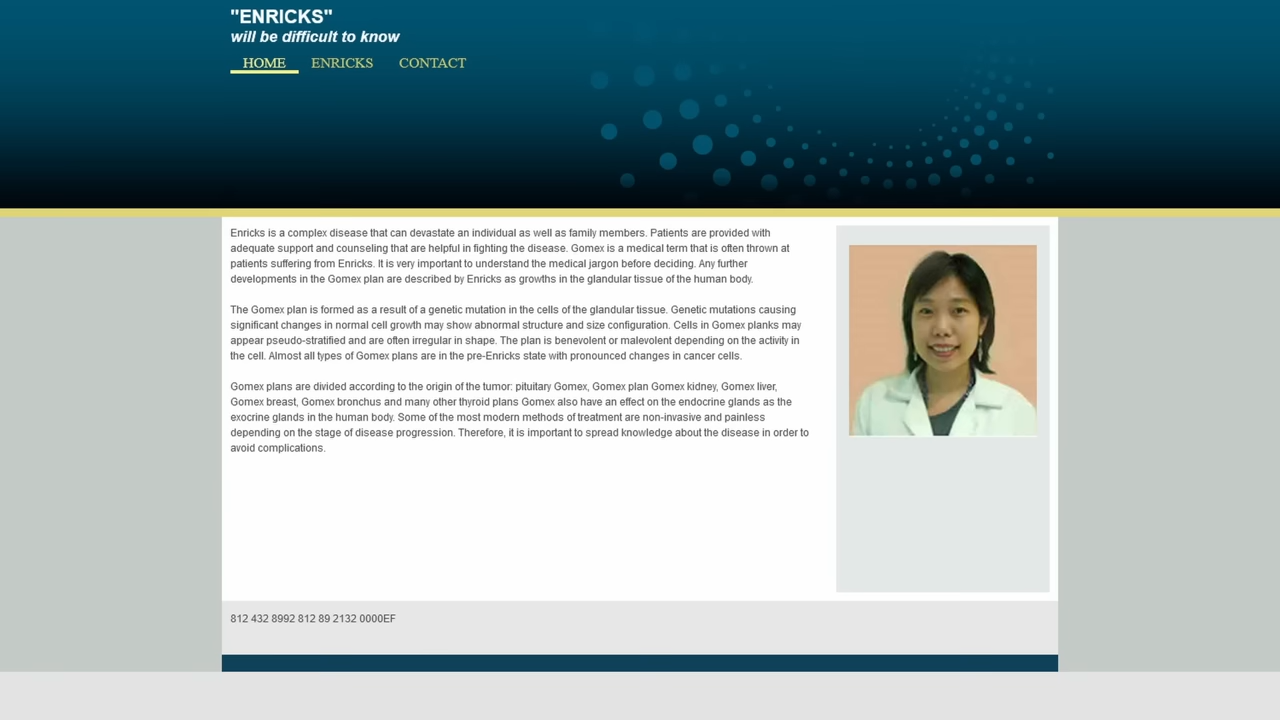 "ENRICKS"
will be difficult to know
HOME ENRICKS CONTACT
Enricks is a complex disease that can devastate an individual as well as family members. Patients are provided with
adequate support and counseling that are helpful in fighting the disease. Gomex is a medical term that is often thrown at
patients suffering from Enricks. It is very important to understand the medical jargon before deciding. Any further
developments in the Gomex plan are described by Enricks as growths in the glandular tissue of the human body.
The Gomex plan is formed as a result of a genetic mutation in the cells of the glandular tissue. Genetic mutations causing
significant changes in normal cell growth may show abnormal structure and size configuration. Cells in Gomex planks may
appear pseudo-stratified and are often irregular in shape. The plan is benevolent or malevolent depending on the activity in
the cell. Almost all types of Gomex plans are in the pre-Enricks state with pronounced changes in cancer cells.
Gomex plans are divided according to the origin of the tumor: pituitary Gomex, Gomex plan Gomex kidney, Gomex liver,
Gomex breast, Gomex bronchus and many other thyroid plans Gomex also have an effect on the endocrine glands as the
exocrine glands in the human body. Some of the most modern methods of treatment are non-invasive and painless
depending on the stage of disease progression. Therefore, it is important to spread knowledge about the disease in order to
avoid complications.
812 432 8992 812 89 2132 0000EF